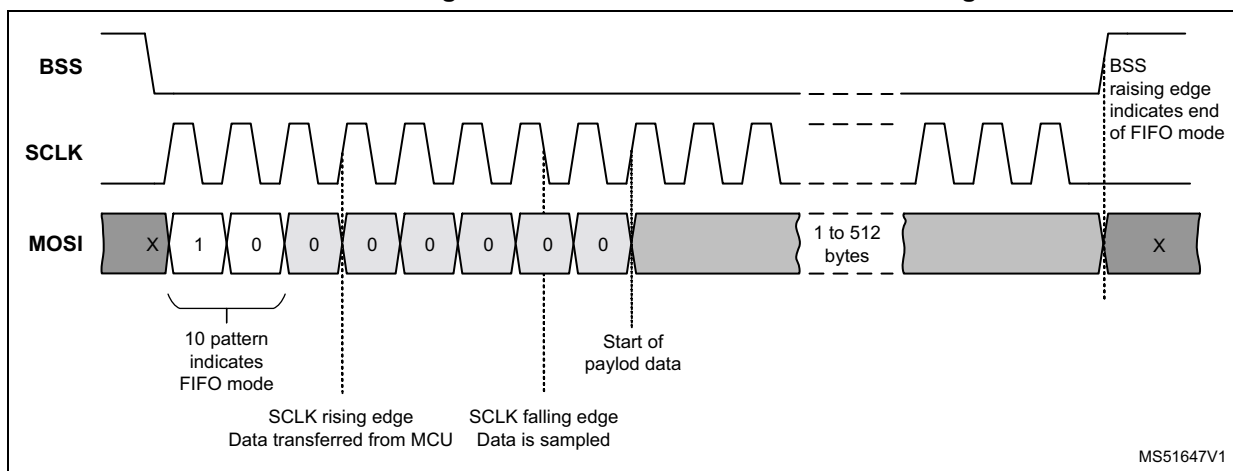 BSS
BSS
raising edge
indicates end
of FIFO mode
SCLK
MOSI
X 1 0 0 0 0 0 0 0 1 to 512 X
bytes
10 pattern
indicates
FIFO mode
Start of
paylod data
SCLK rising edge SCLK falling edge
Data transferred from MCU Data is sampled
MS51647V1